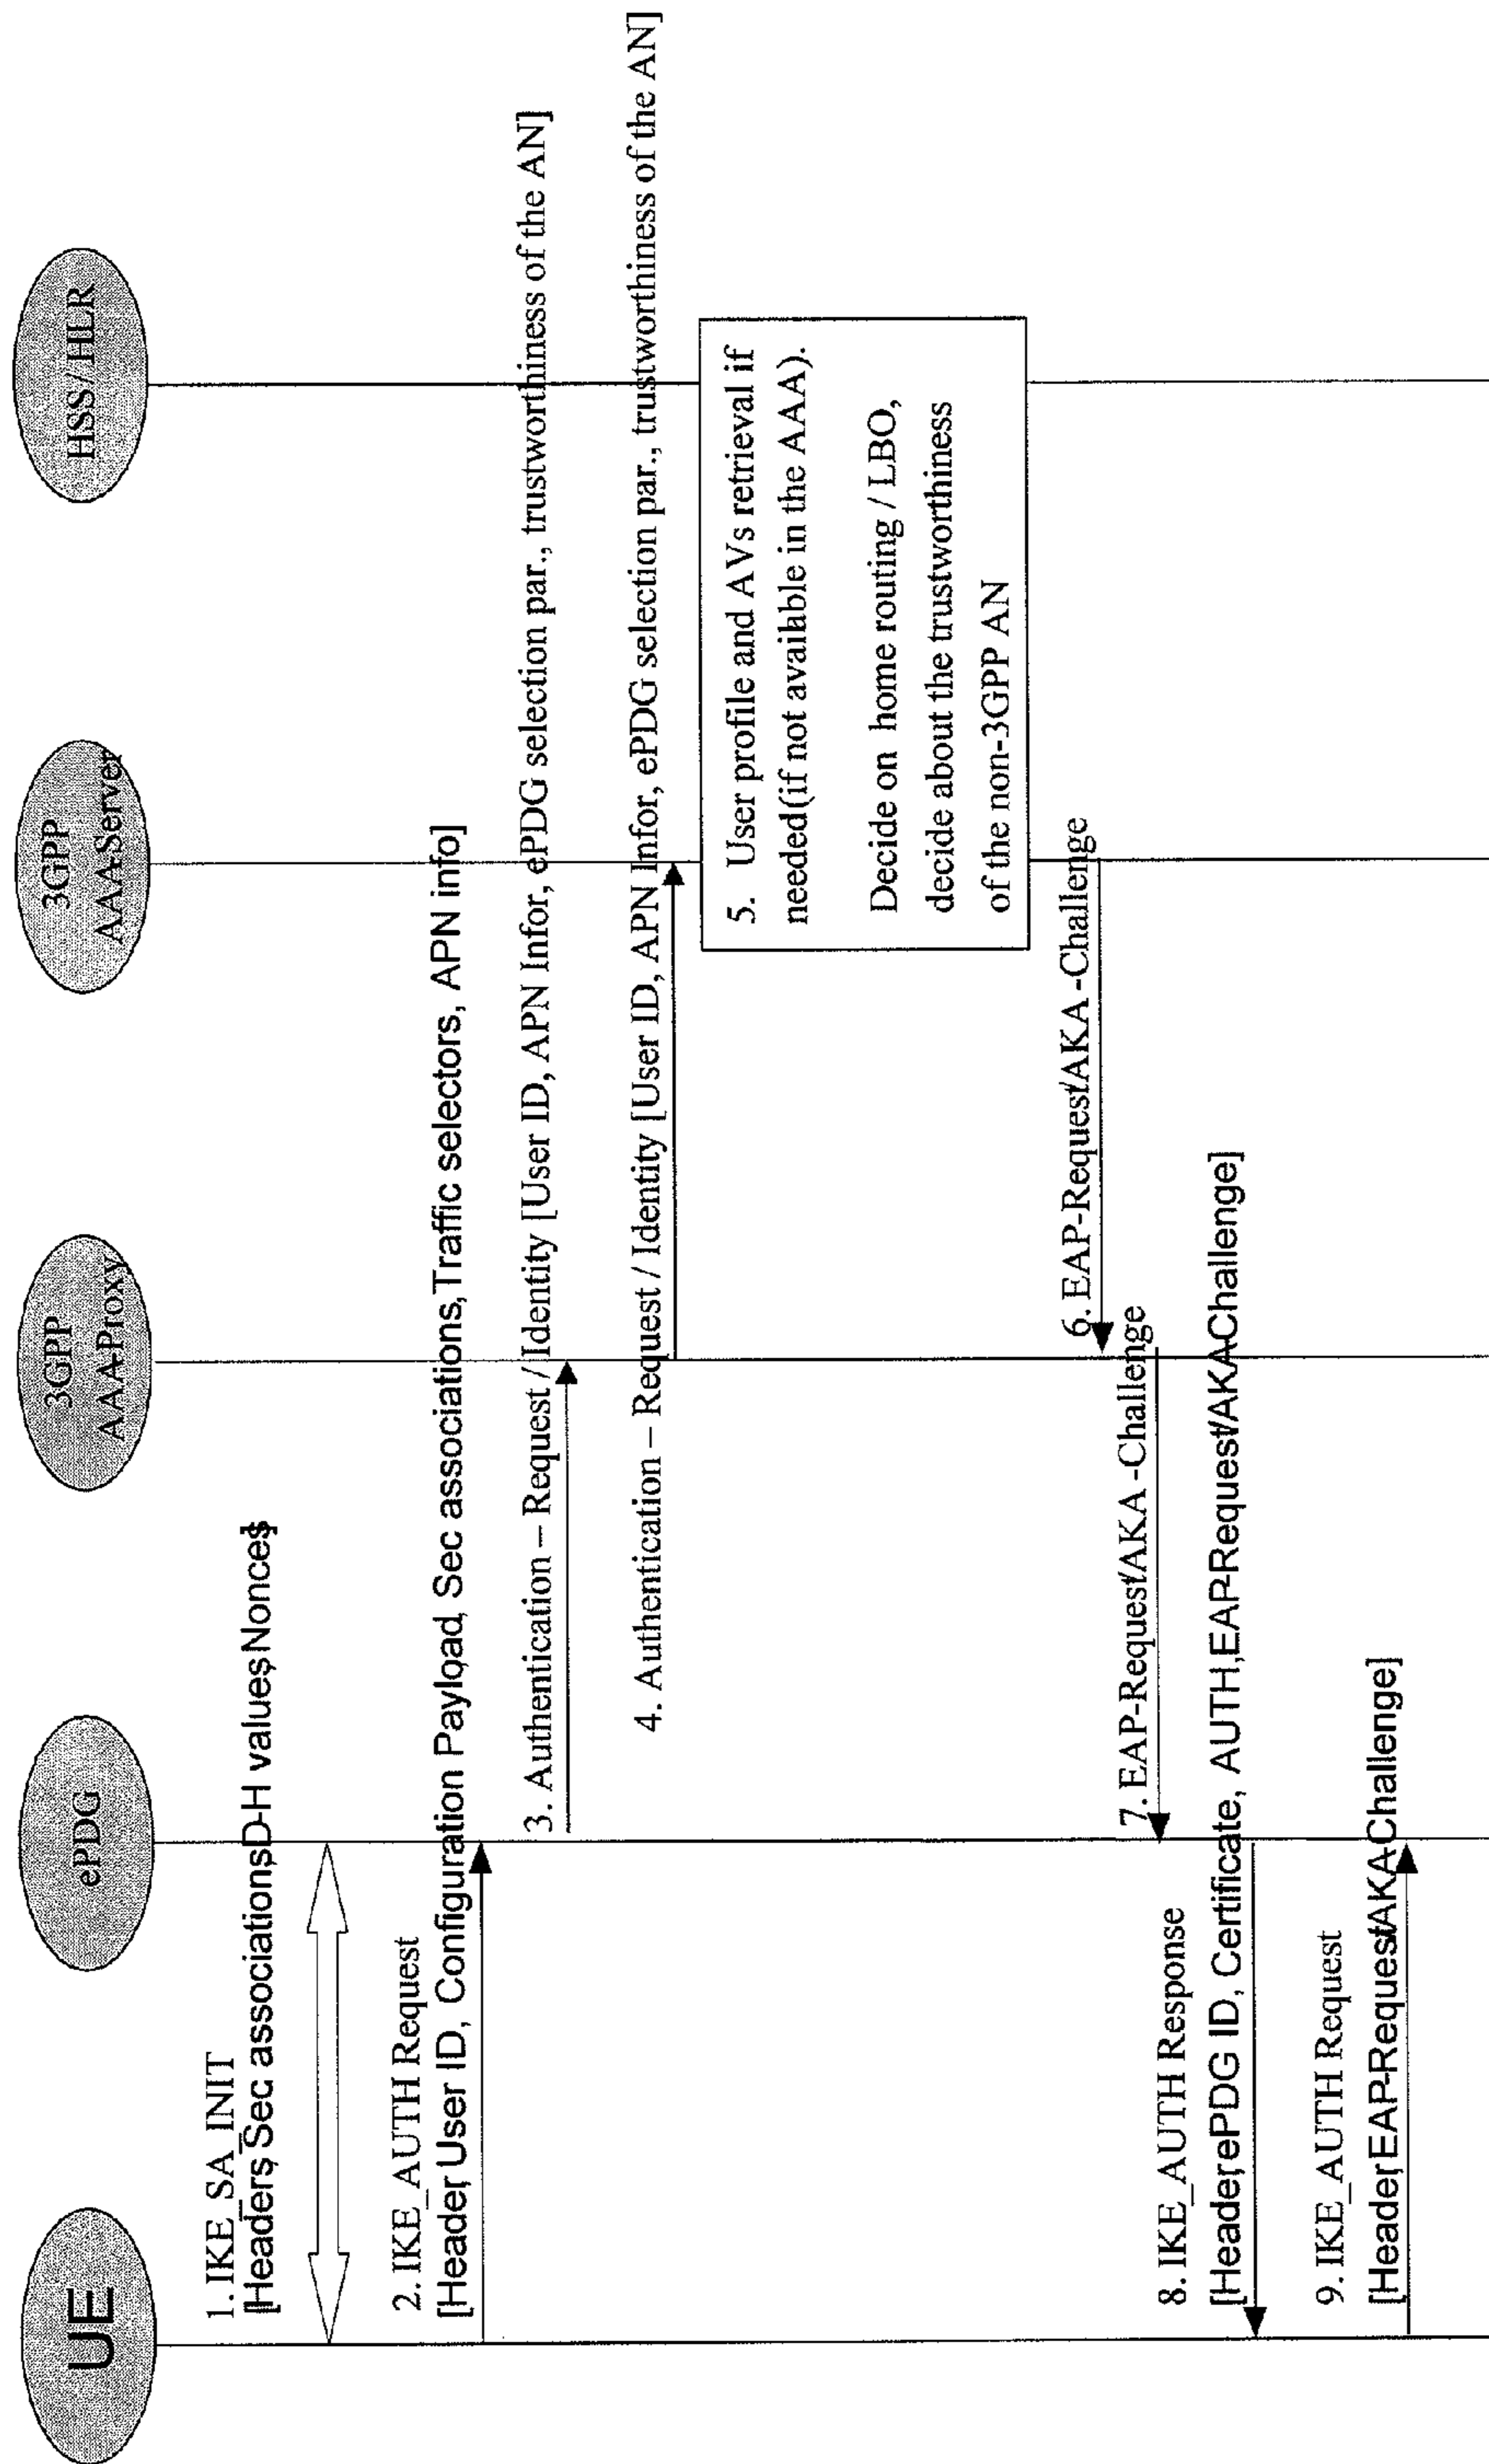 UE
ePDG
3GPP
AAA-Proxy
3GPP
AAA-Server
HSS / HLR
1. IKE_SA_INIT
[Headers, Sec associations, D-H values, Nonces]
2. IKE_AUTH Request
[Header, User ID, Configuration Payload, Sec associations, Traffic selectors, APN info]
3. Authentication – Request / Identity [User ID, APN Infor, ePDG selection par., trustworthiness of the AN]
4. Authentication – Request / Identity [User ID, APN Infor, ePDG selection par., trustworthiness of the AN]
5. User profile and AVs retrieval if
needed(if not available in the AAA).
Decide on home routing / LBO,
decide about the trustworthiness
of the non-3GPP AN
6. EAP-Request/AKA -Challenge
7. EAP-Request/AKA -Challenge
8. IKE_AUTH Response
[Header, ePDG ID, Certificate, AUTH, EAP-Request/AKA-Challenge]
9. IKE_AUTH Request
[Header, EAP-Request/AKA-Challenge]